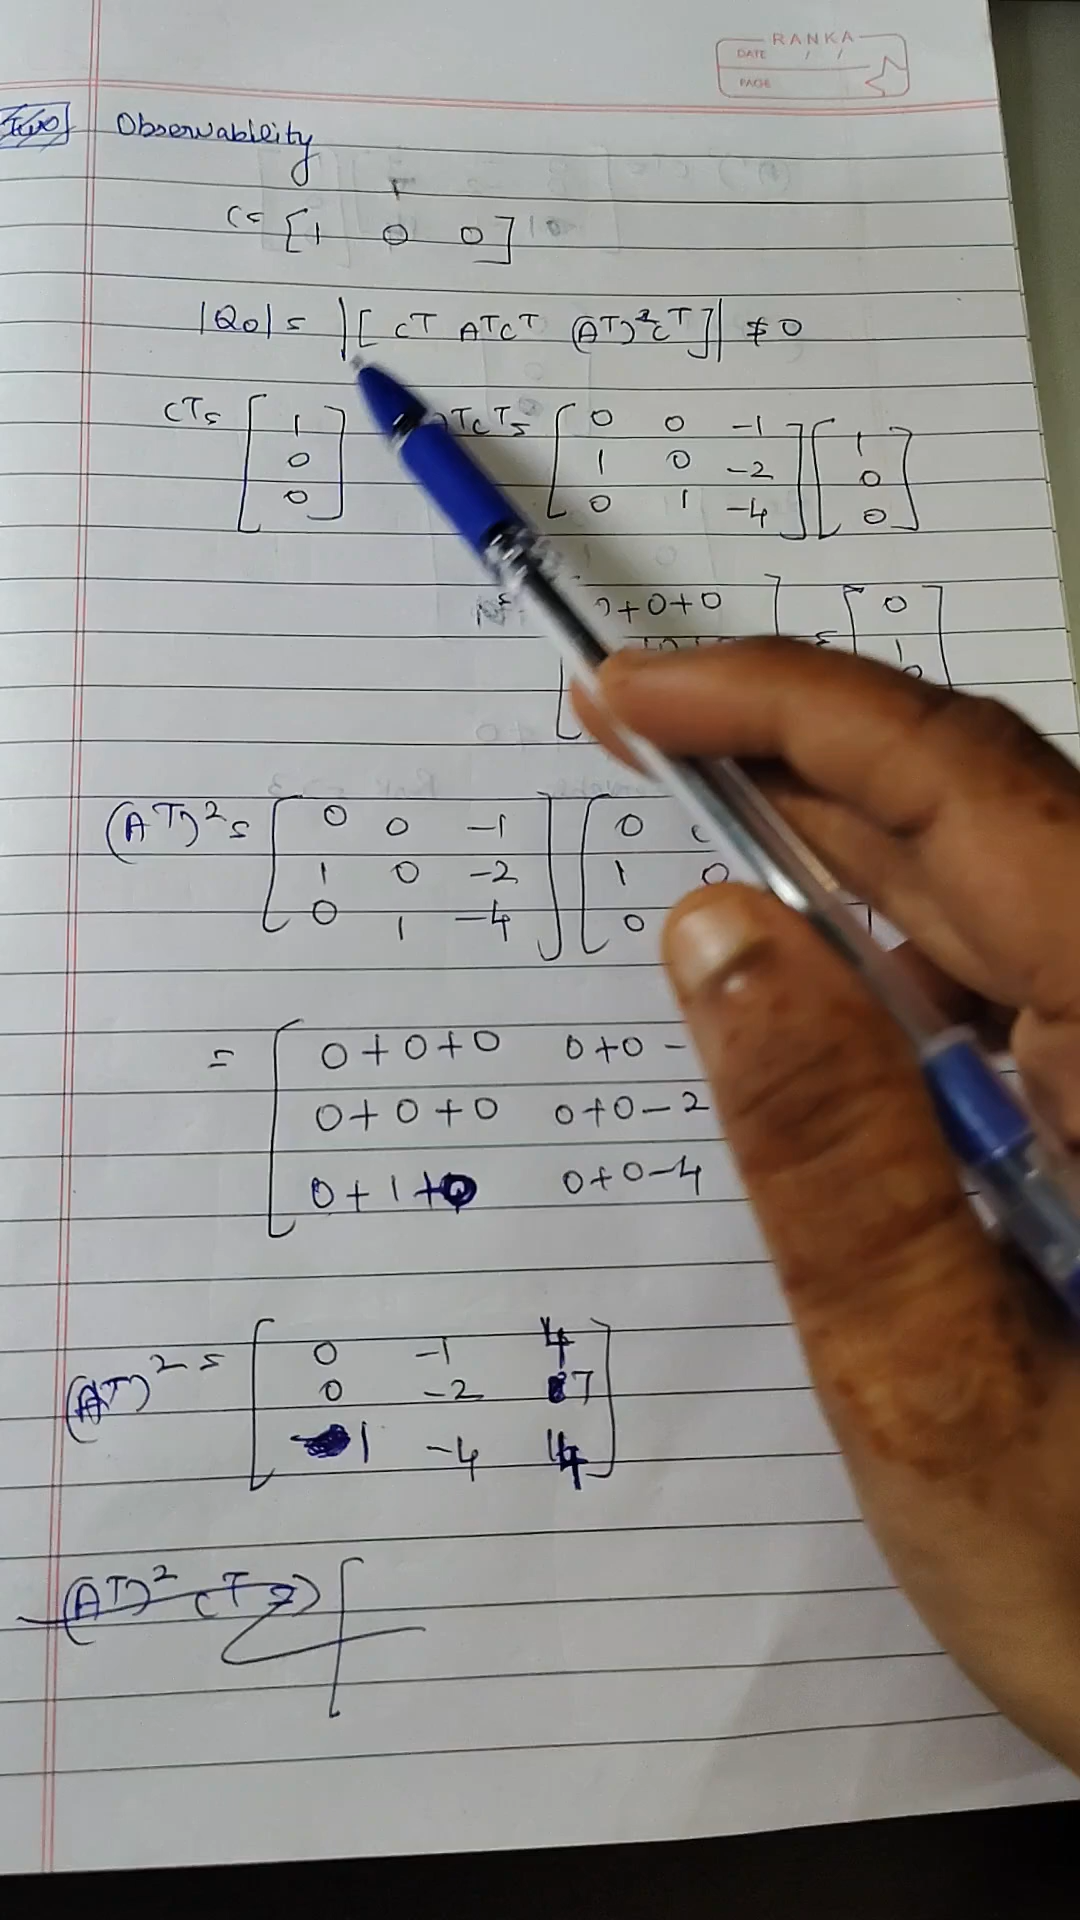 RANKA
DATE / /
PAGE
Observability
C = [1 0 0]
|Q0| = |[CT ATCT (AT)2CT]| ≠ 0
CT = [1 TCT = [0 0 -1 [1
0 1 0 -2 0
0] 0 1 -4] 0]
0+0 = [0
1
(AT)2 = [0 0 -1 [0
1 0 -2 1 0
0 1 -4] 0
= [0+0+0 0+0-
0+0+0 0+0-2
0+1+0 0+0-4
(AT)2 = [0 -1 4
0 -2 7
1 -4 ]
(AT)2 CT [